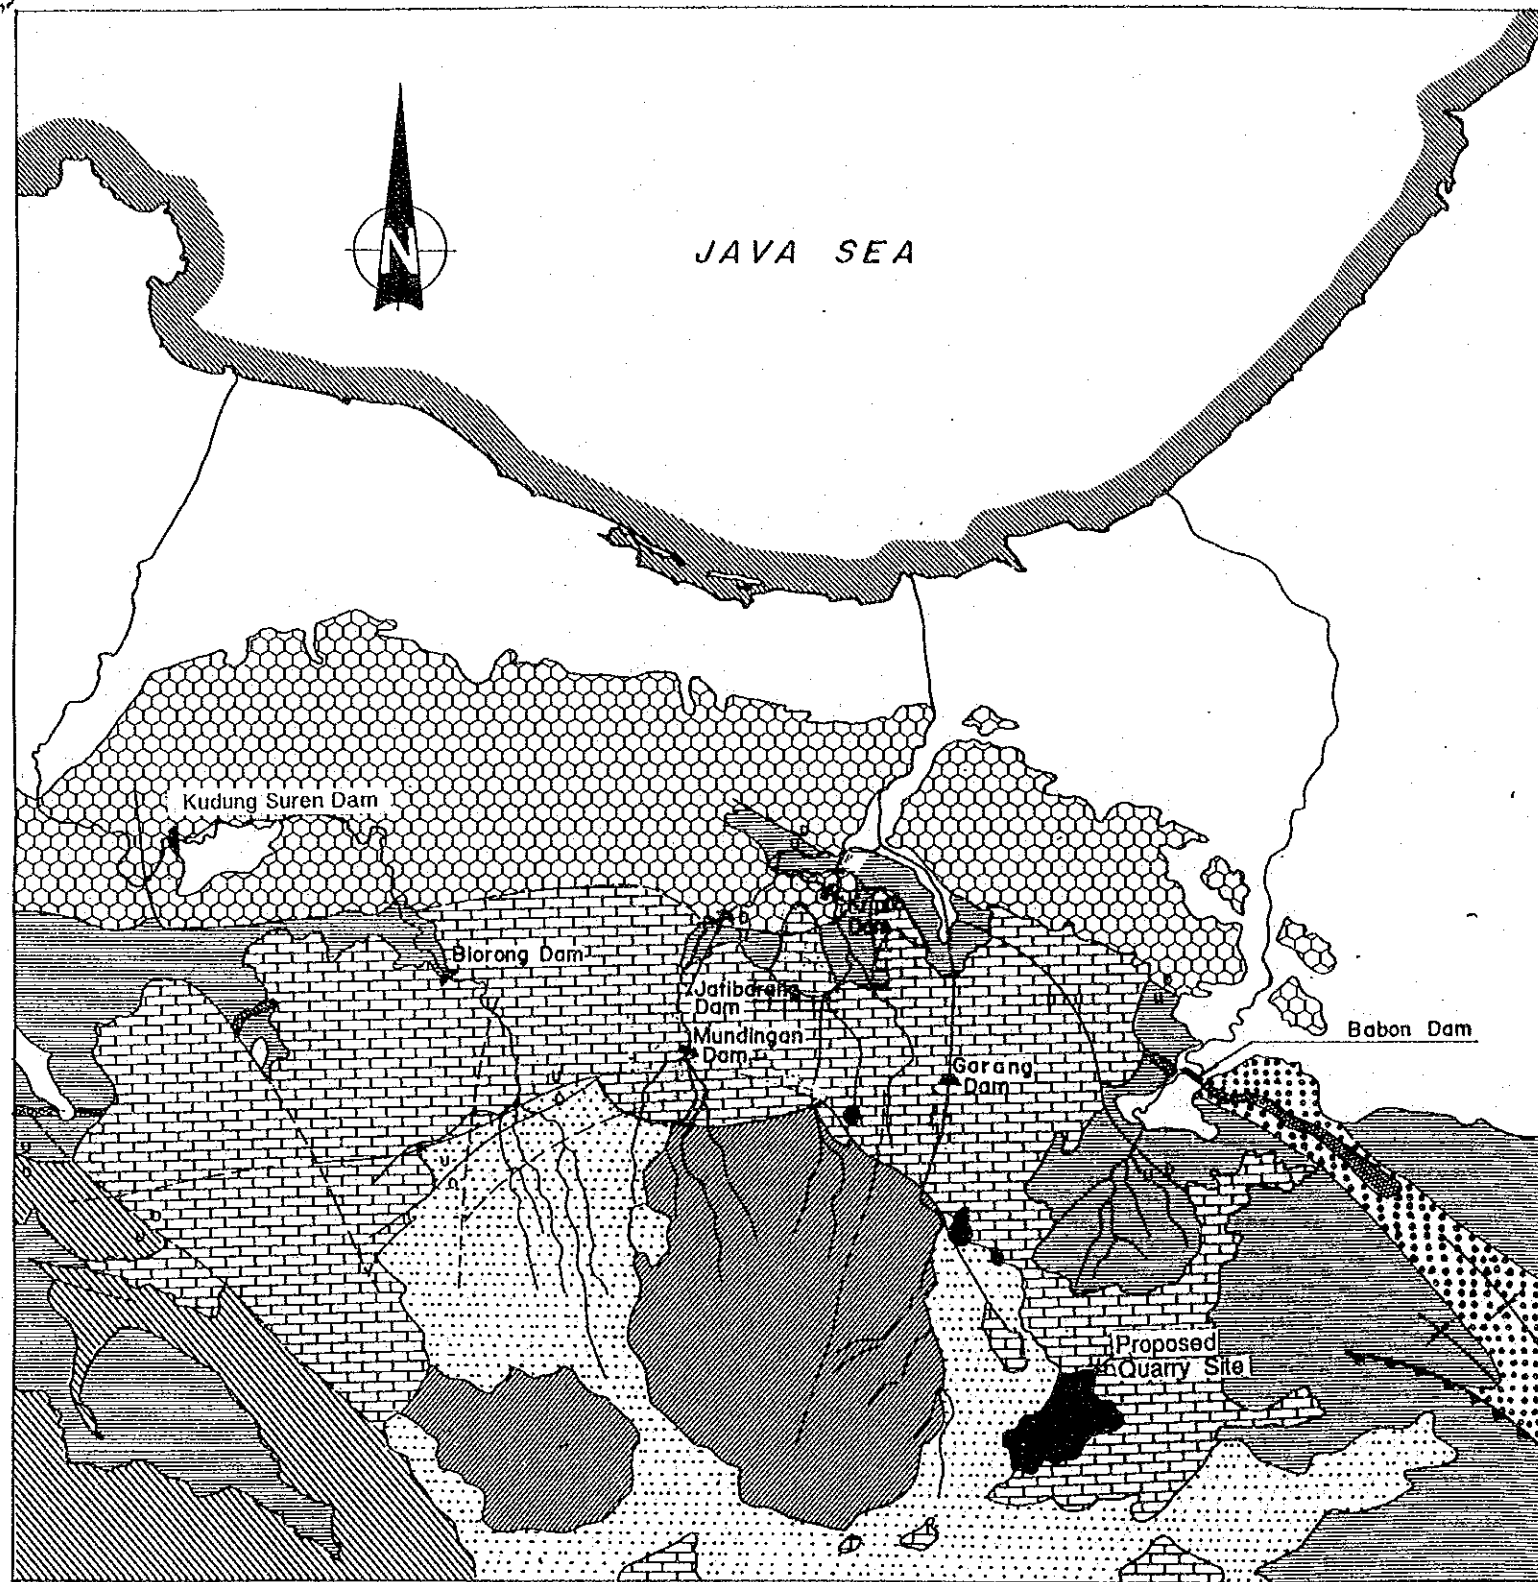 N
JAVA SEA
Kudung Suren Dam
Blorong Dam
Kripik
Dam
Jatibarang
Dam
Mundingan
Dam
Garang
Dam
Babon Dam
Proposed
Quarry Site
U
D
U
D
U
D
U
D